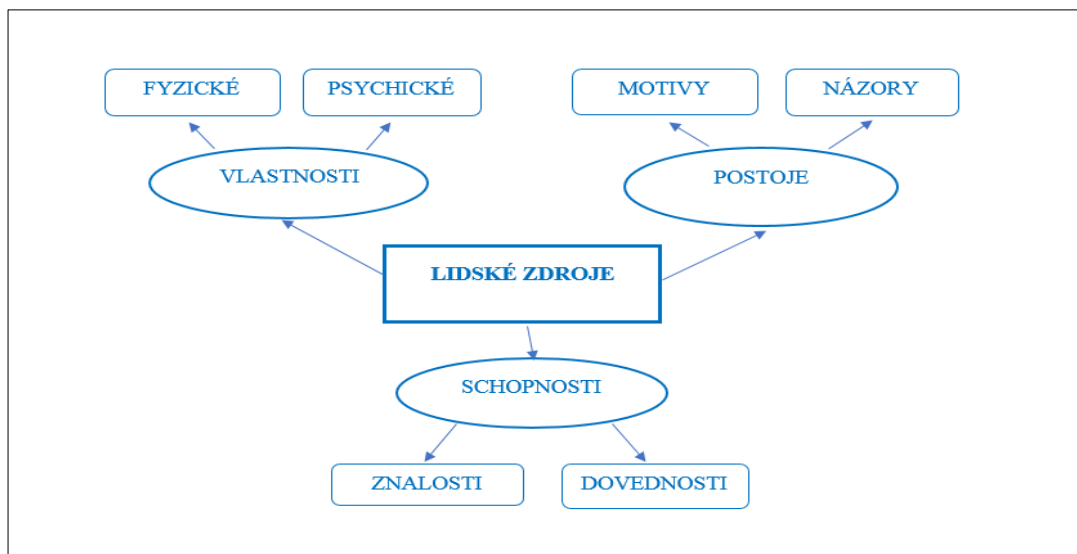 FYZICKÉ
PSYCHICKÉ
MOTIVY
NÁZORY
VLASTNOSTI
POSTOJE
LIDSKÉ ZDROJE
SCHOPNOSTI
ZNALOSTI
DOVEDNOSTI